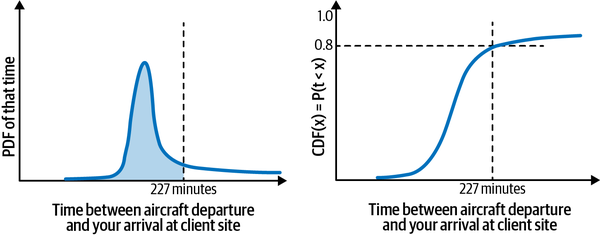 PDF of that time
227 minutes
Time between aircraft departure
and your arrival at client site
CDF(x) = P(t < x)
1.0
0.8
227 minutes
Time between aircraft departure
and your arrival at client site